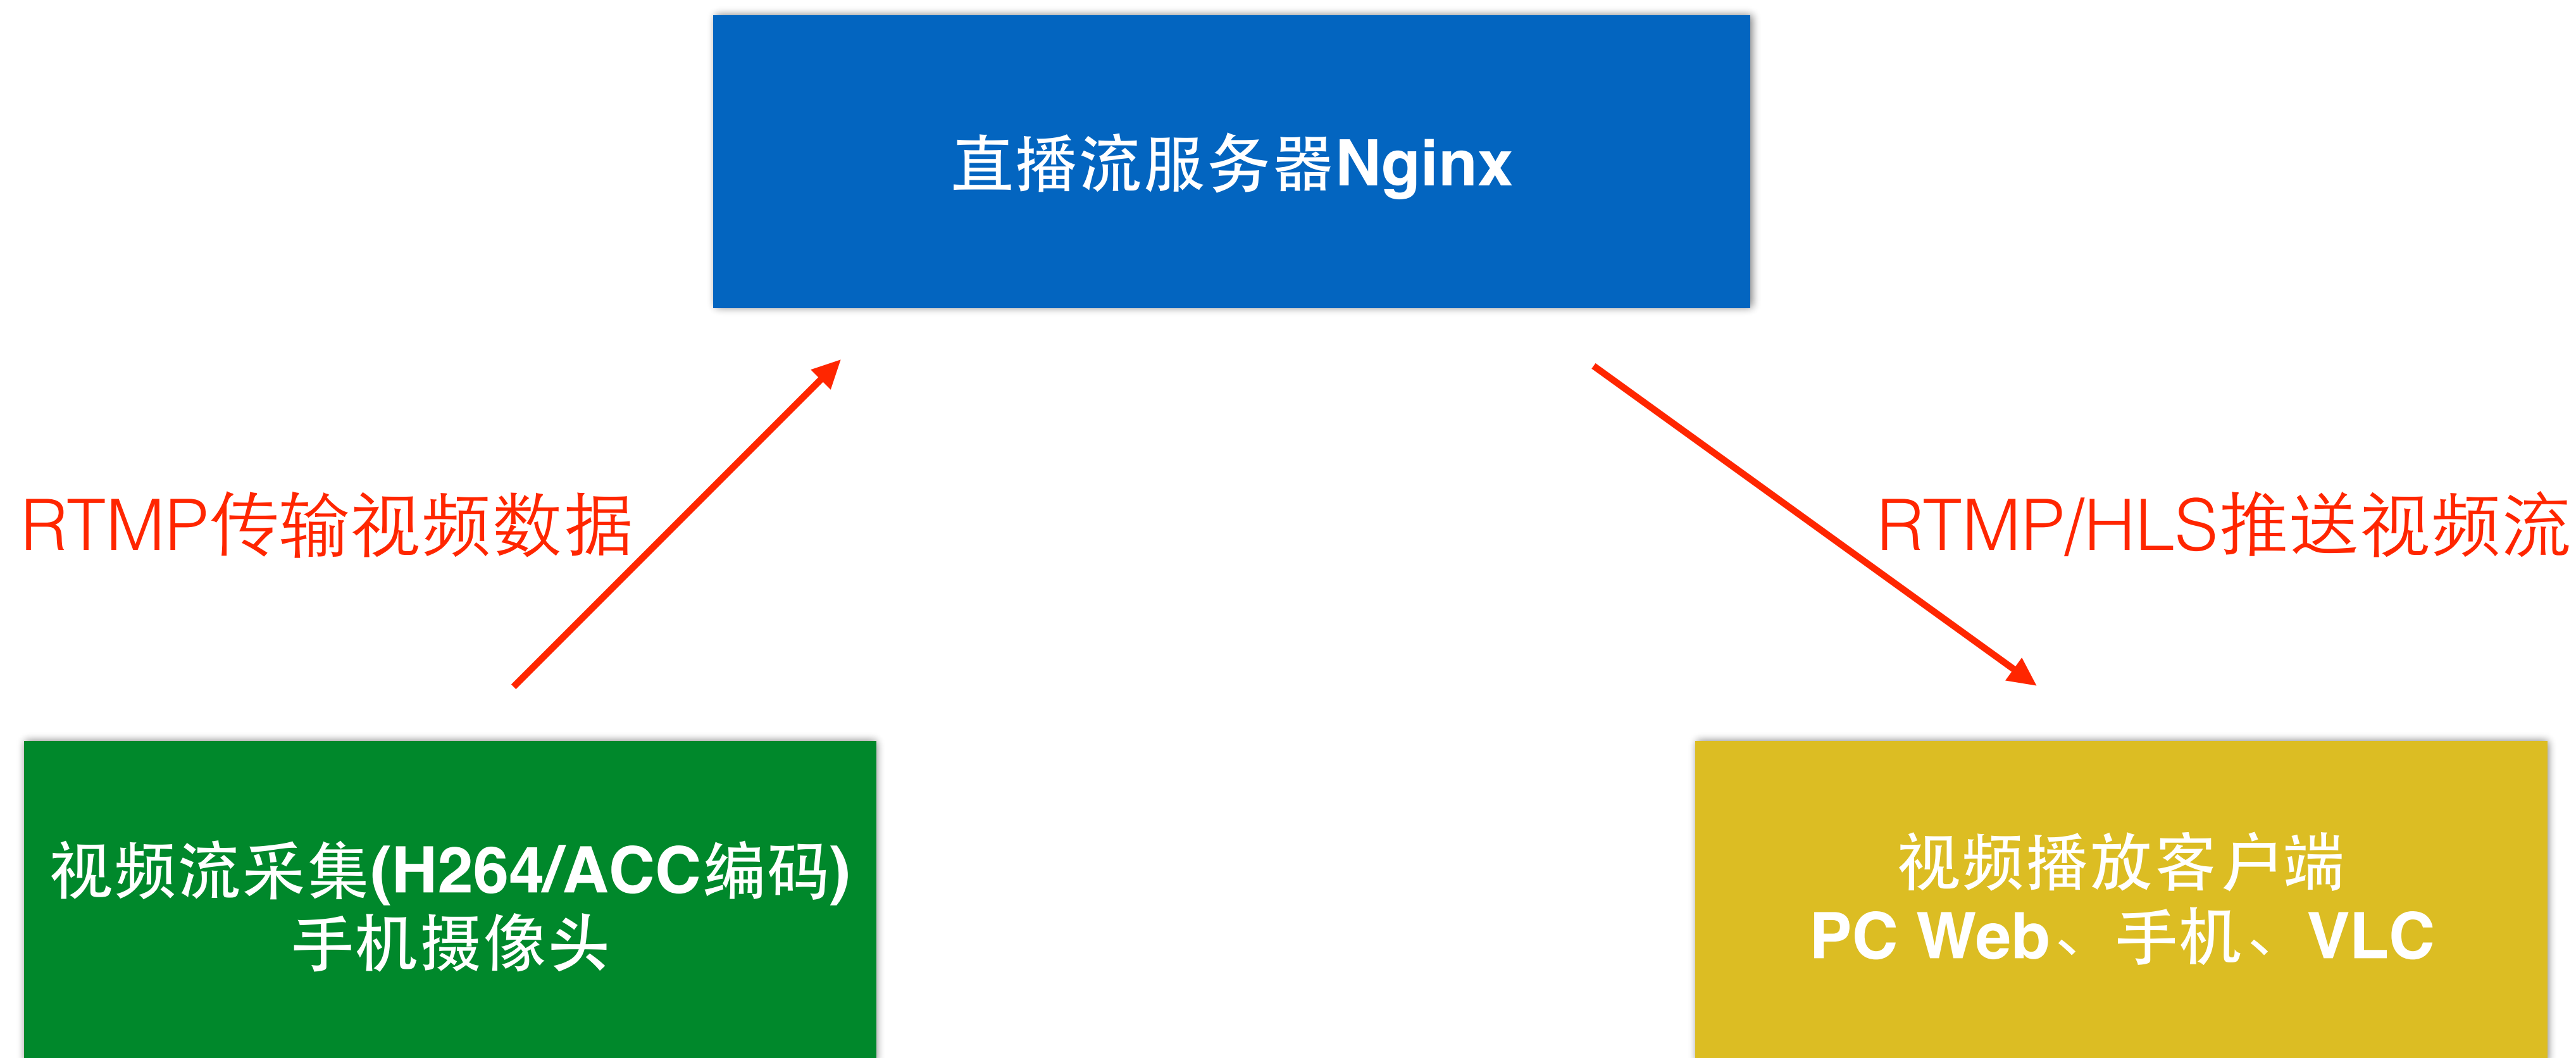 直播流服务器Nginx
RTMP传输视频数据
RTMP/HLS推送视频流
视频流采集(H264/ACC编码)
手机摄像头
视频播放客户端
PC Web、手机、VLC